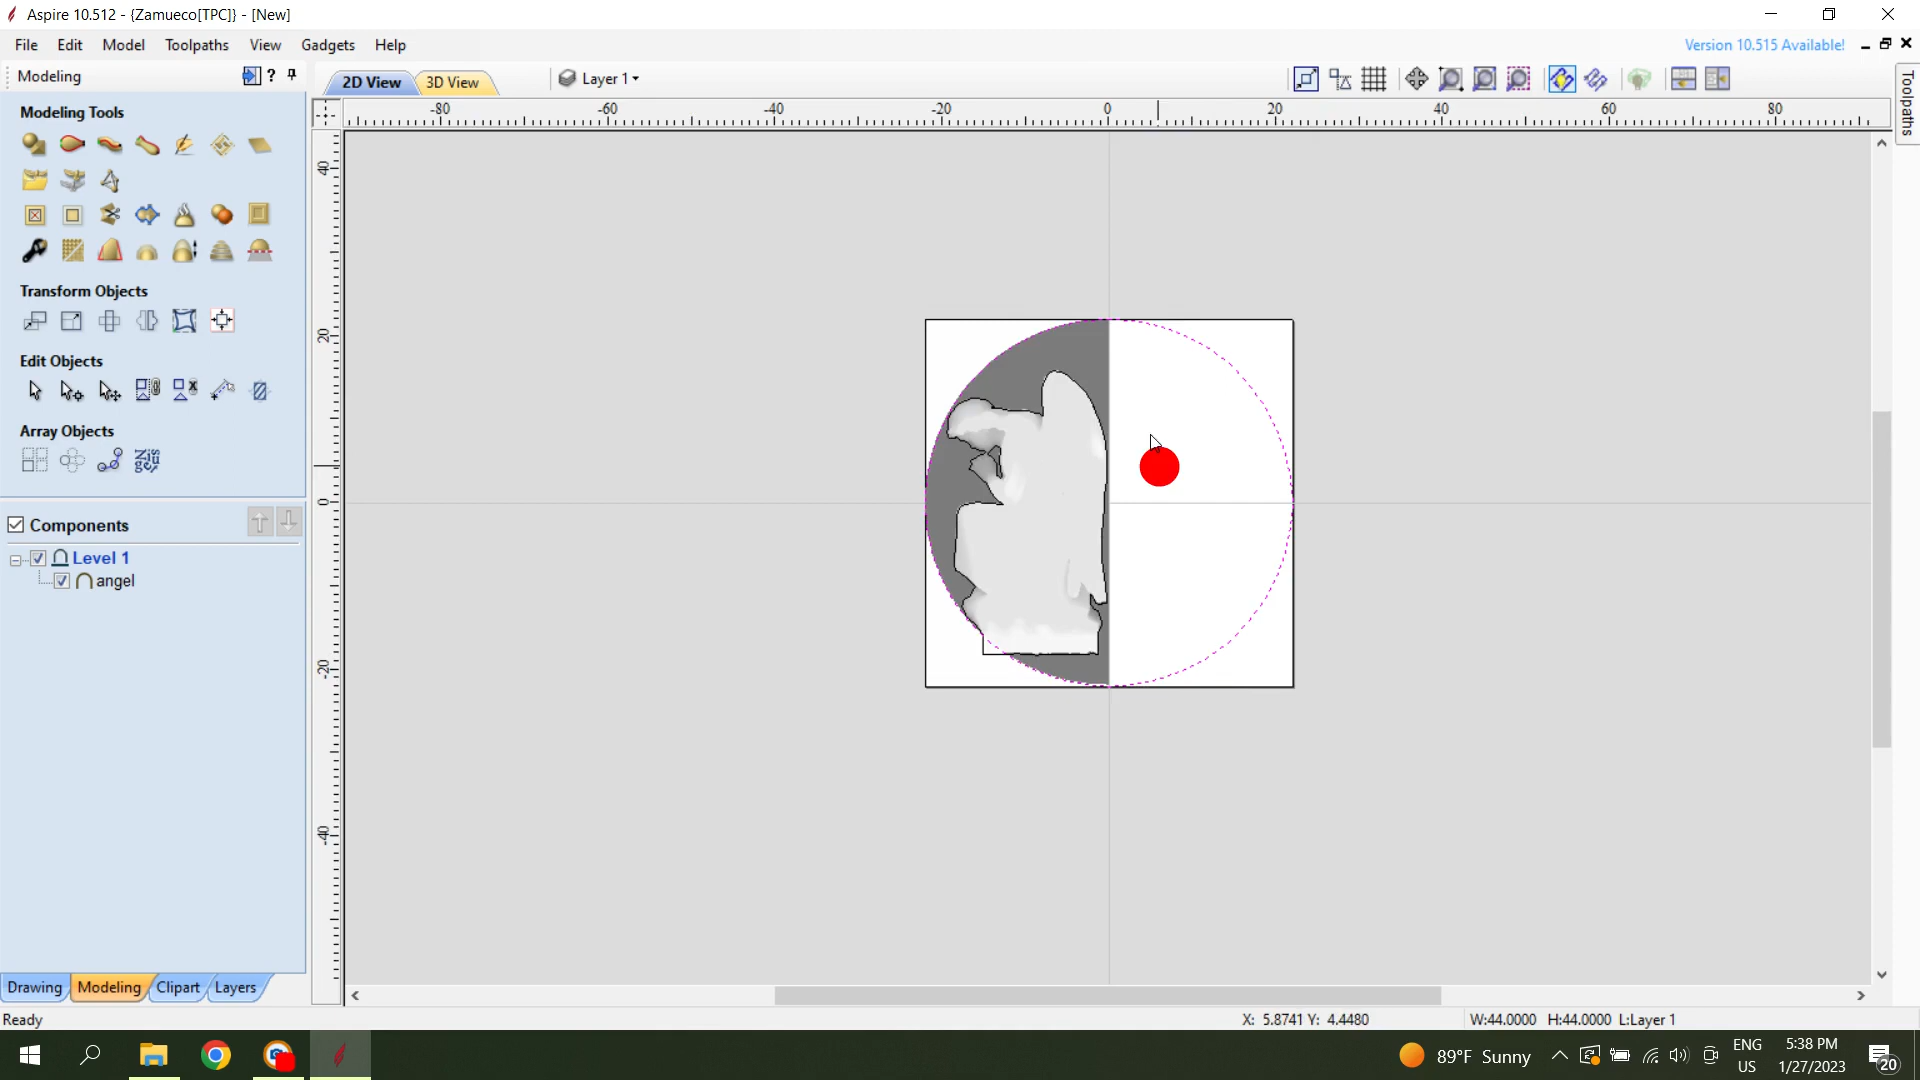 Aspire 10.512 - {Zamueco[TPC]} - [New]
File Edit Model Toolpaths View Gadgets Help
Version 10.515 Available!
Modeling
?
2D View 3D View Layer 1
Toolpaths
-80 -60 -40 -20 0 20 40 60 80
Modeling Tools
40
20
0
-20
-40
Transform Objects
Edit Objects
Array Objects
Components
Level 1
angel
Drawing Modeling Clipart Layers
Ready
X: 5.8741 Y: 4.4480
W:44.0000 H:44.0000 L:Layer 1
89°F Sunny
ENG
US
5:38 PM
1/27/2023
20